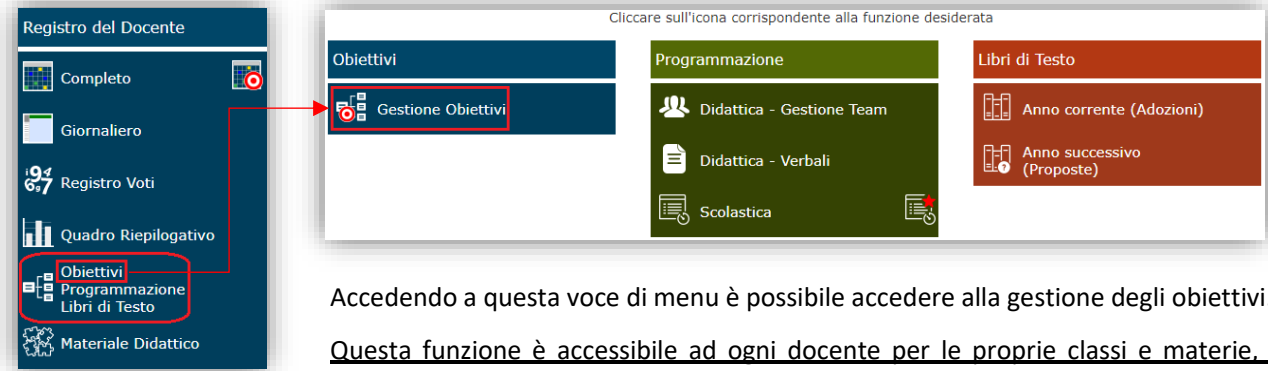 Registro del Docente
Completo
Giornaliero
Registro Voti
Quadro Riepilogativo
Obiettivi
Programmazione
Libri di Testo
Materiale Didattico
Cliccare sull'icona corrispondente alla funzione desiderata
Obiettivi
Gestione Obiettivi
Programmazione
Didattica - Gestione Team
Didattica - Verbali
Scolastica
Libri di Testo
Anno corrente (Adozioni)
Anno successivo
(Proposte)
Accedendo a questa voce di menu è possibile accedere alla gestione degli obiettivi
Questa funzione è accessibile ad ogni docente per le proprie classi e materie,